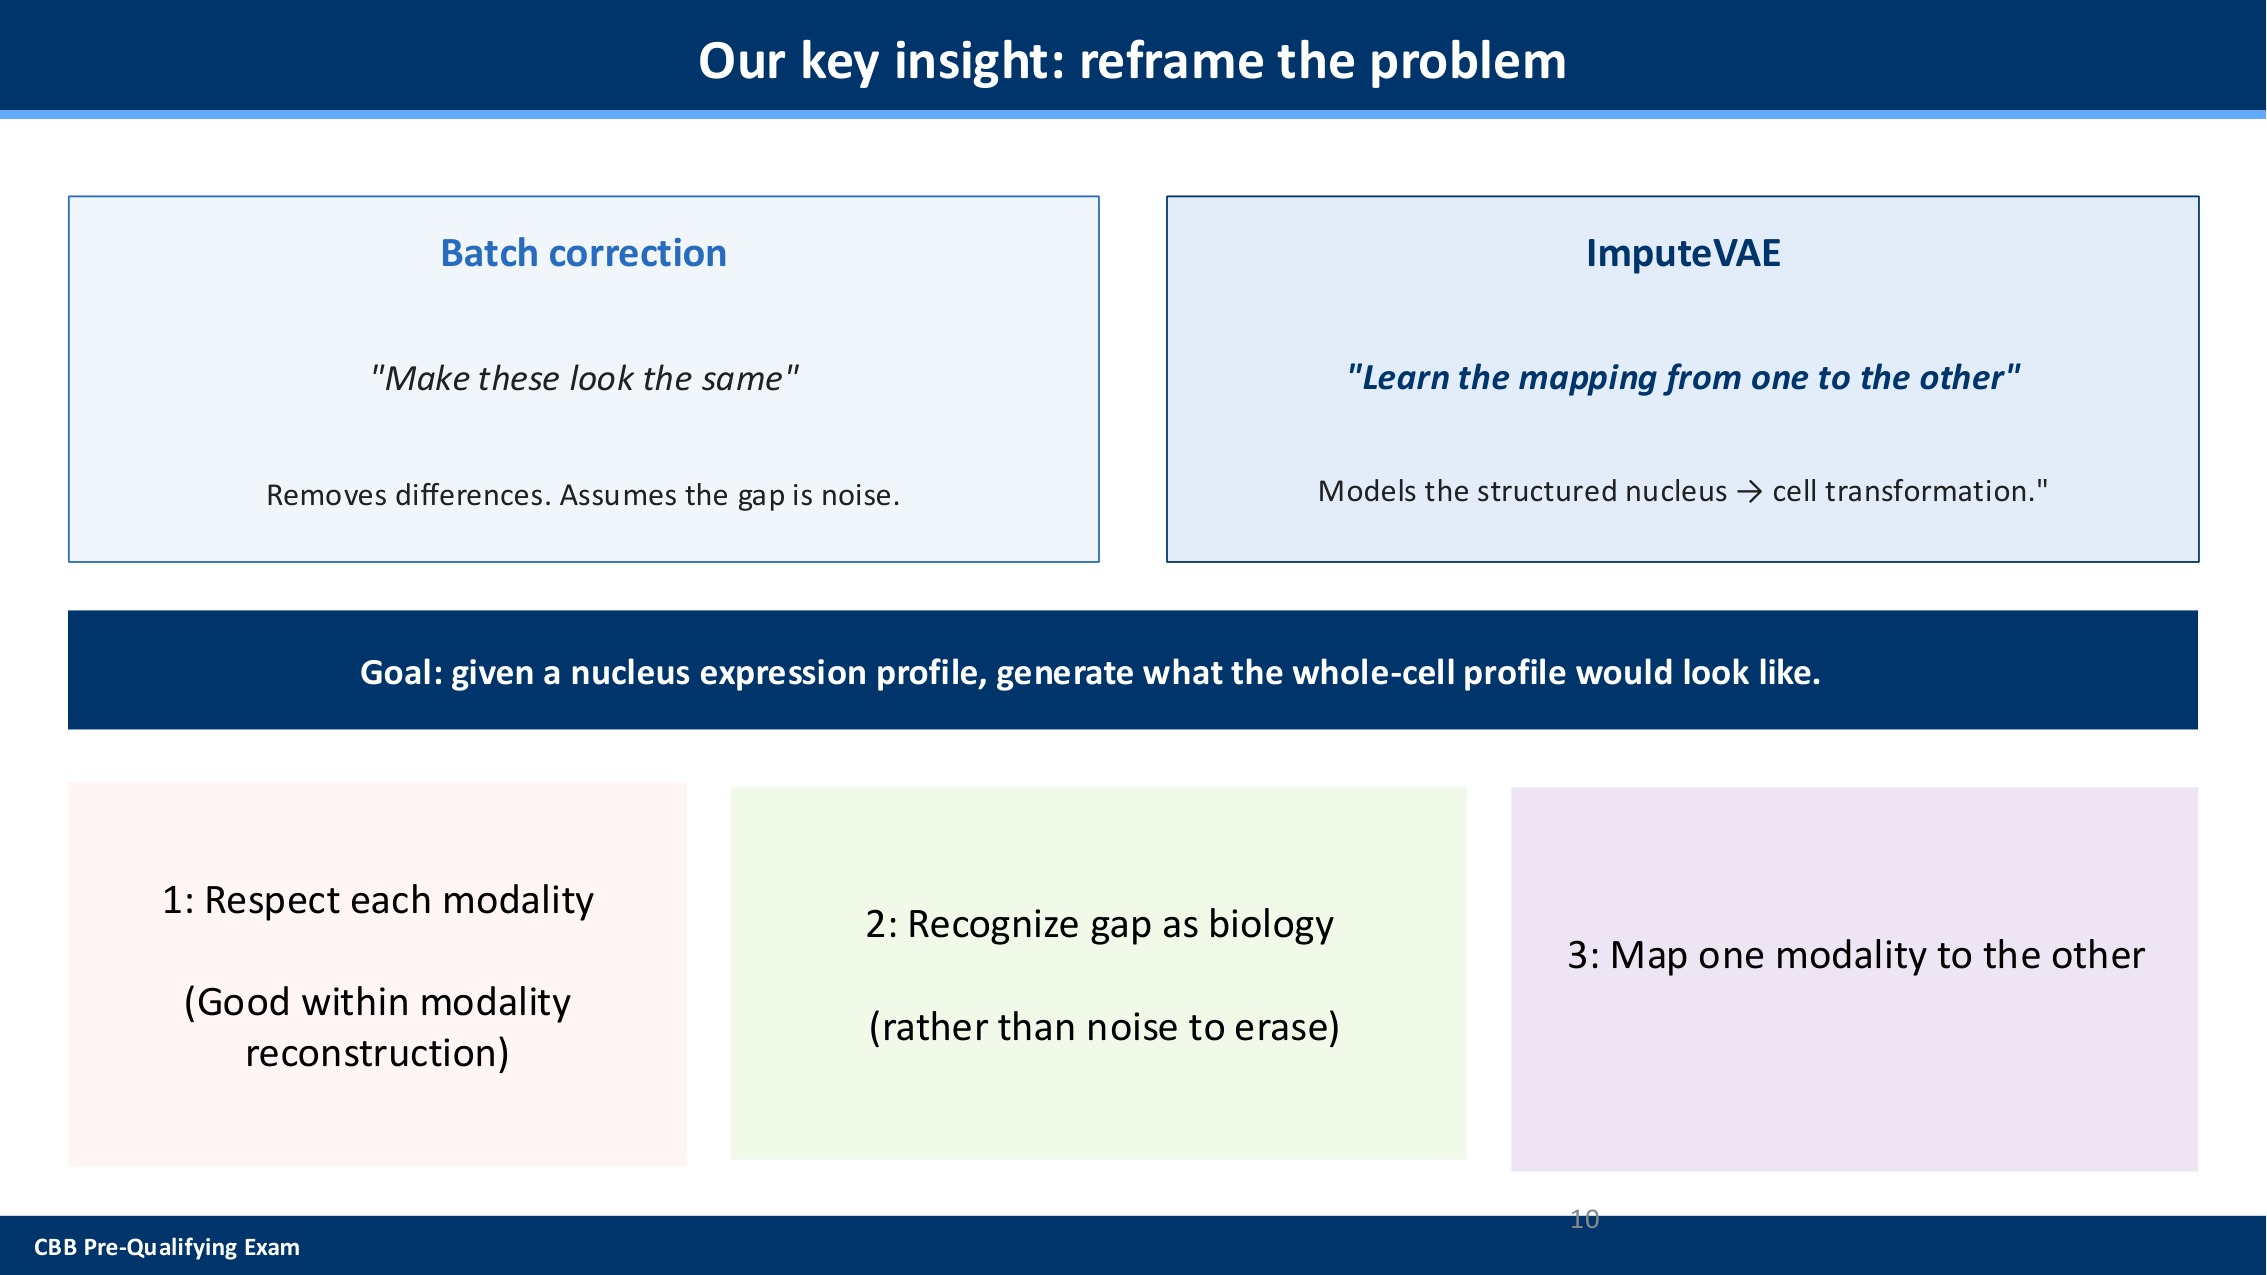 Our key insight: reframe the problem
Batch correction
"Make these look the same"
Removes differences. Assumes the gap is noise.
ImputeVAE
"Learn the mapping from one to the other"
Models the structured nucleus → cell transformation."
Goal: given a nucleus expression profile, generate what the whole-cell profile would look like.
1: Respect each modality
(Good within modality
reconstruction)
2: Recognize gap as biology
(rather than noise to erase)
3: Map one modality to the other
10
CBB Pre-Qualifying Exam